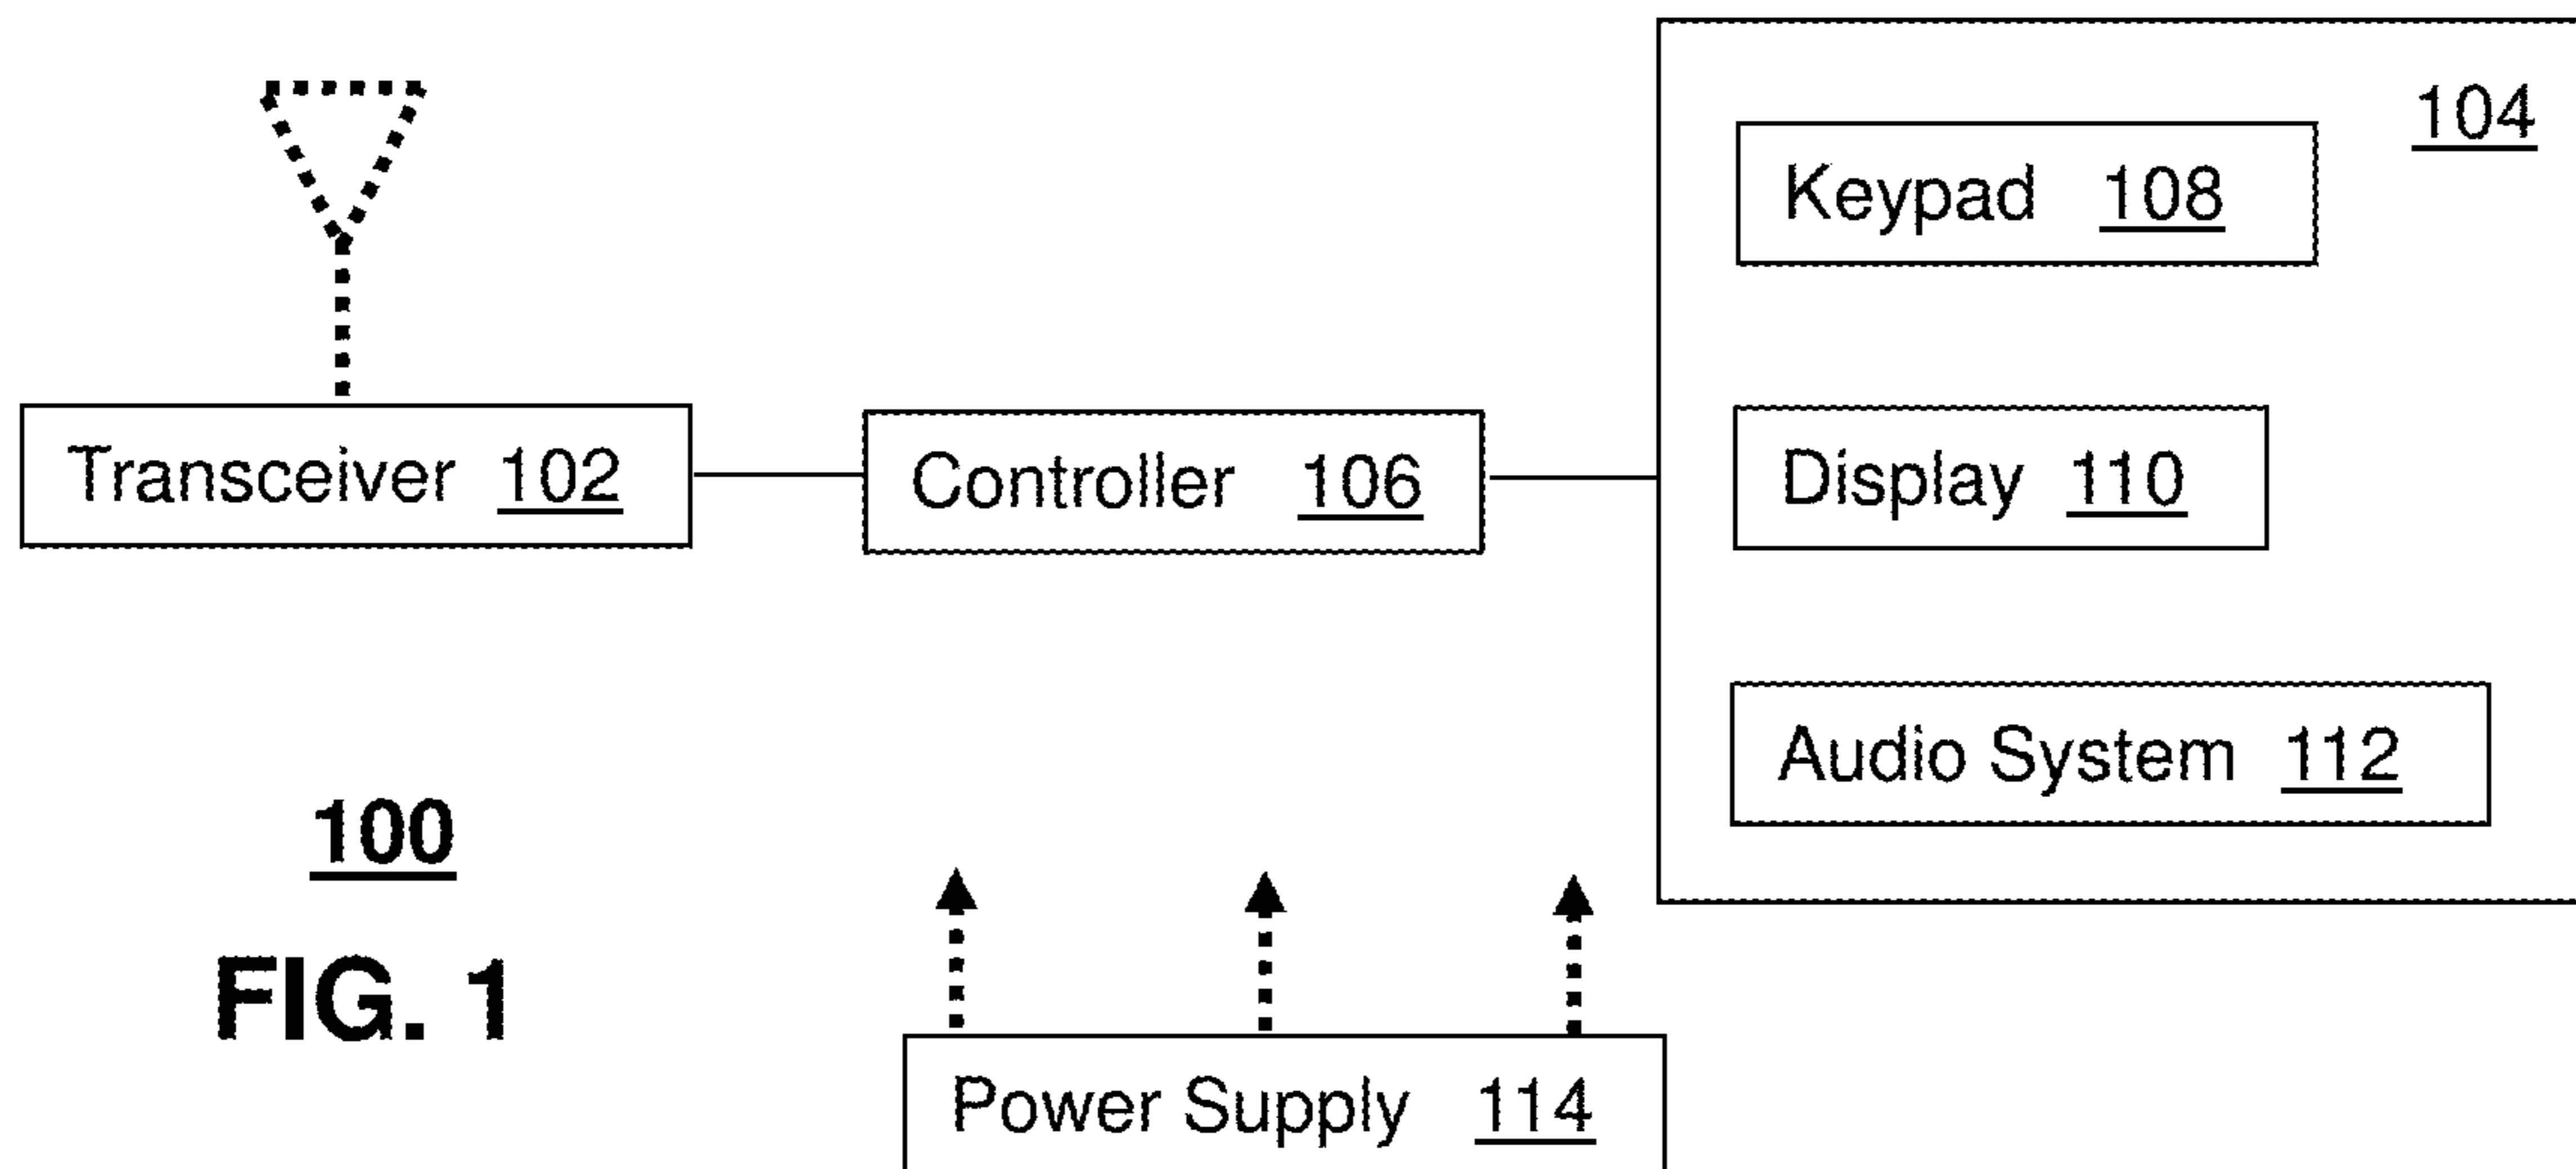 104
Keypad 108
Transceiver 102
Controller 106
Display 110
Audio System 112
100
FIG. 1
Power Supply 114